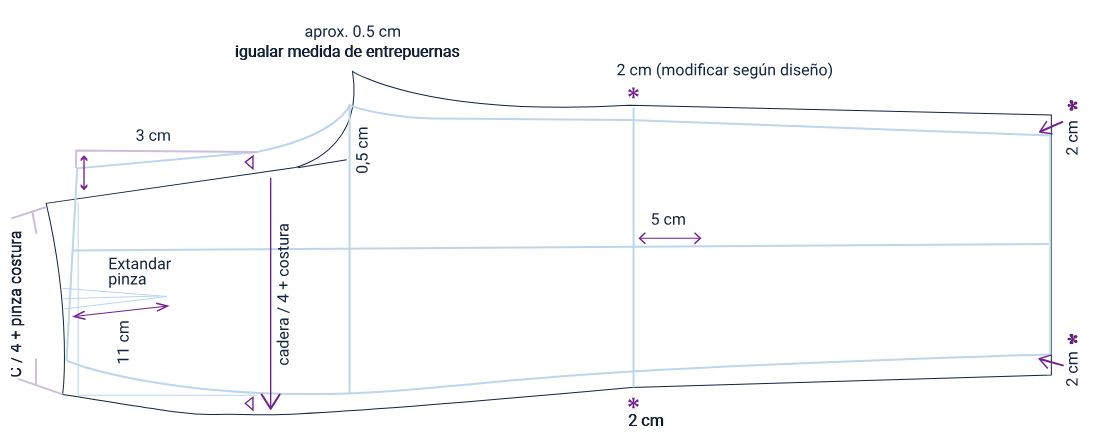 aprox. 0.5 cm
igualar medida de entrepuernas
2 cm (modificar según diseño)
*
*
2 cm
3 cm
0,5 cm
5 cm
C / 4 + pinza costura
Extandar
pinza
11 cm
cadera / 4 + costura
*
2 cm
*
2 cm